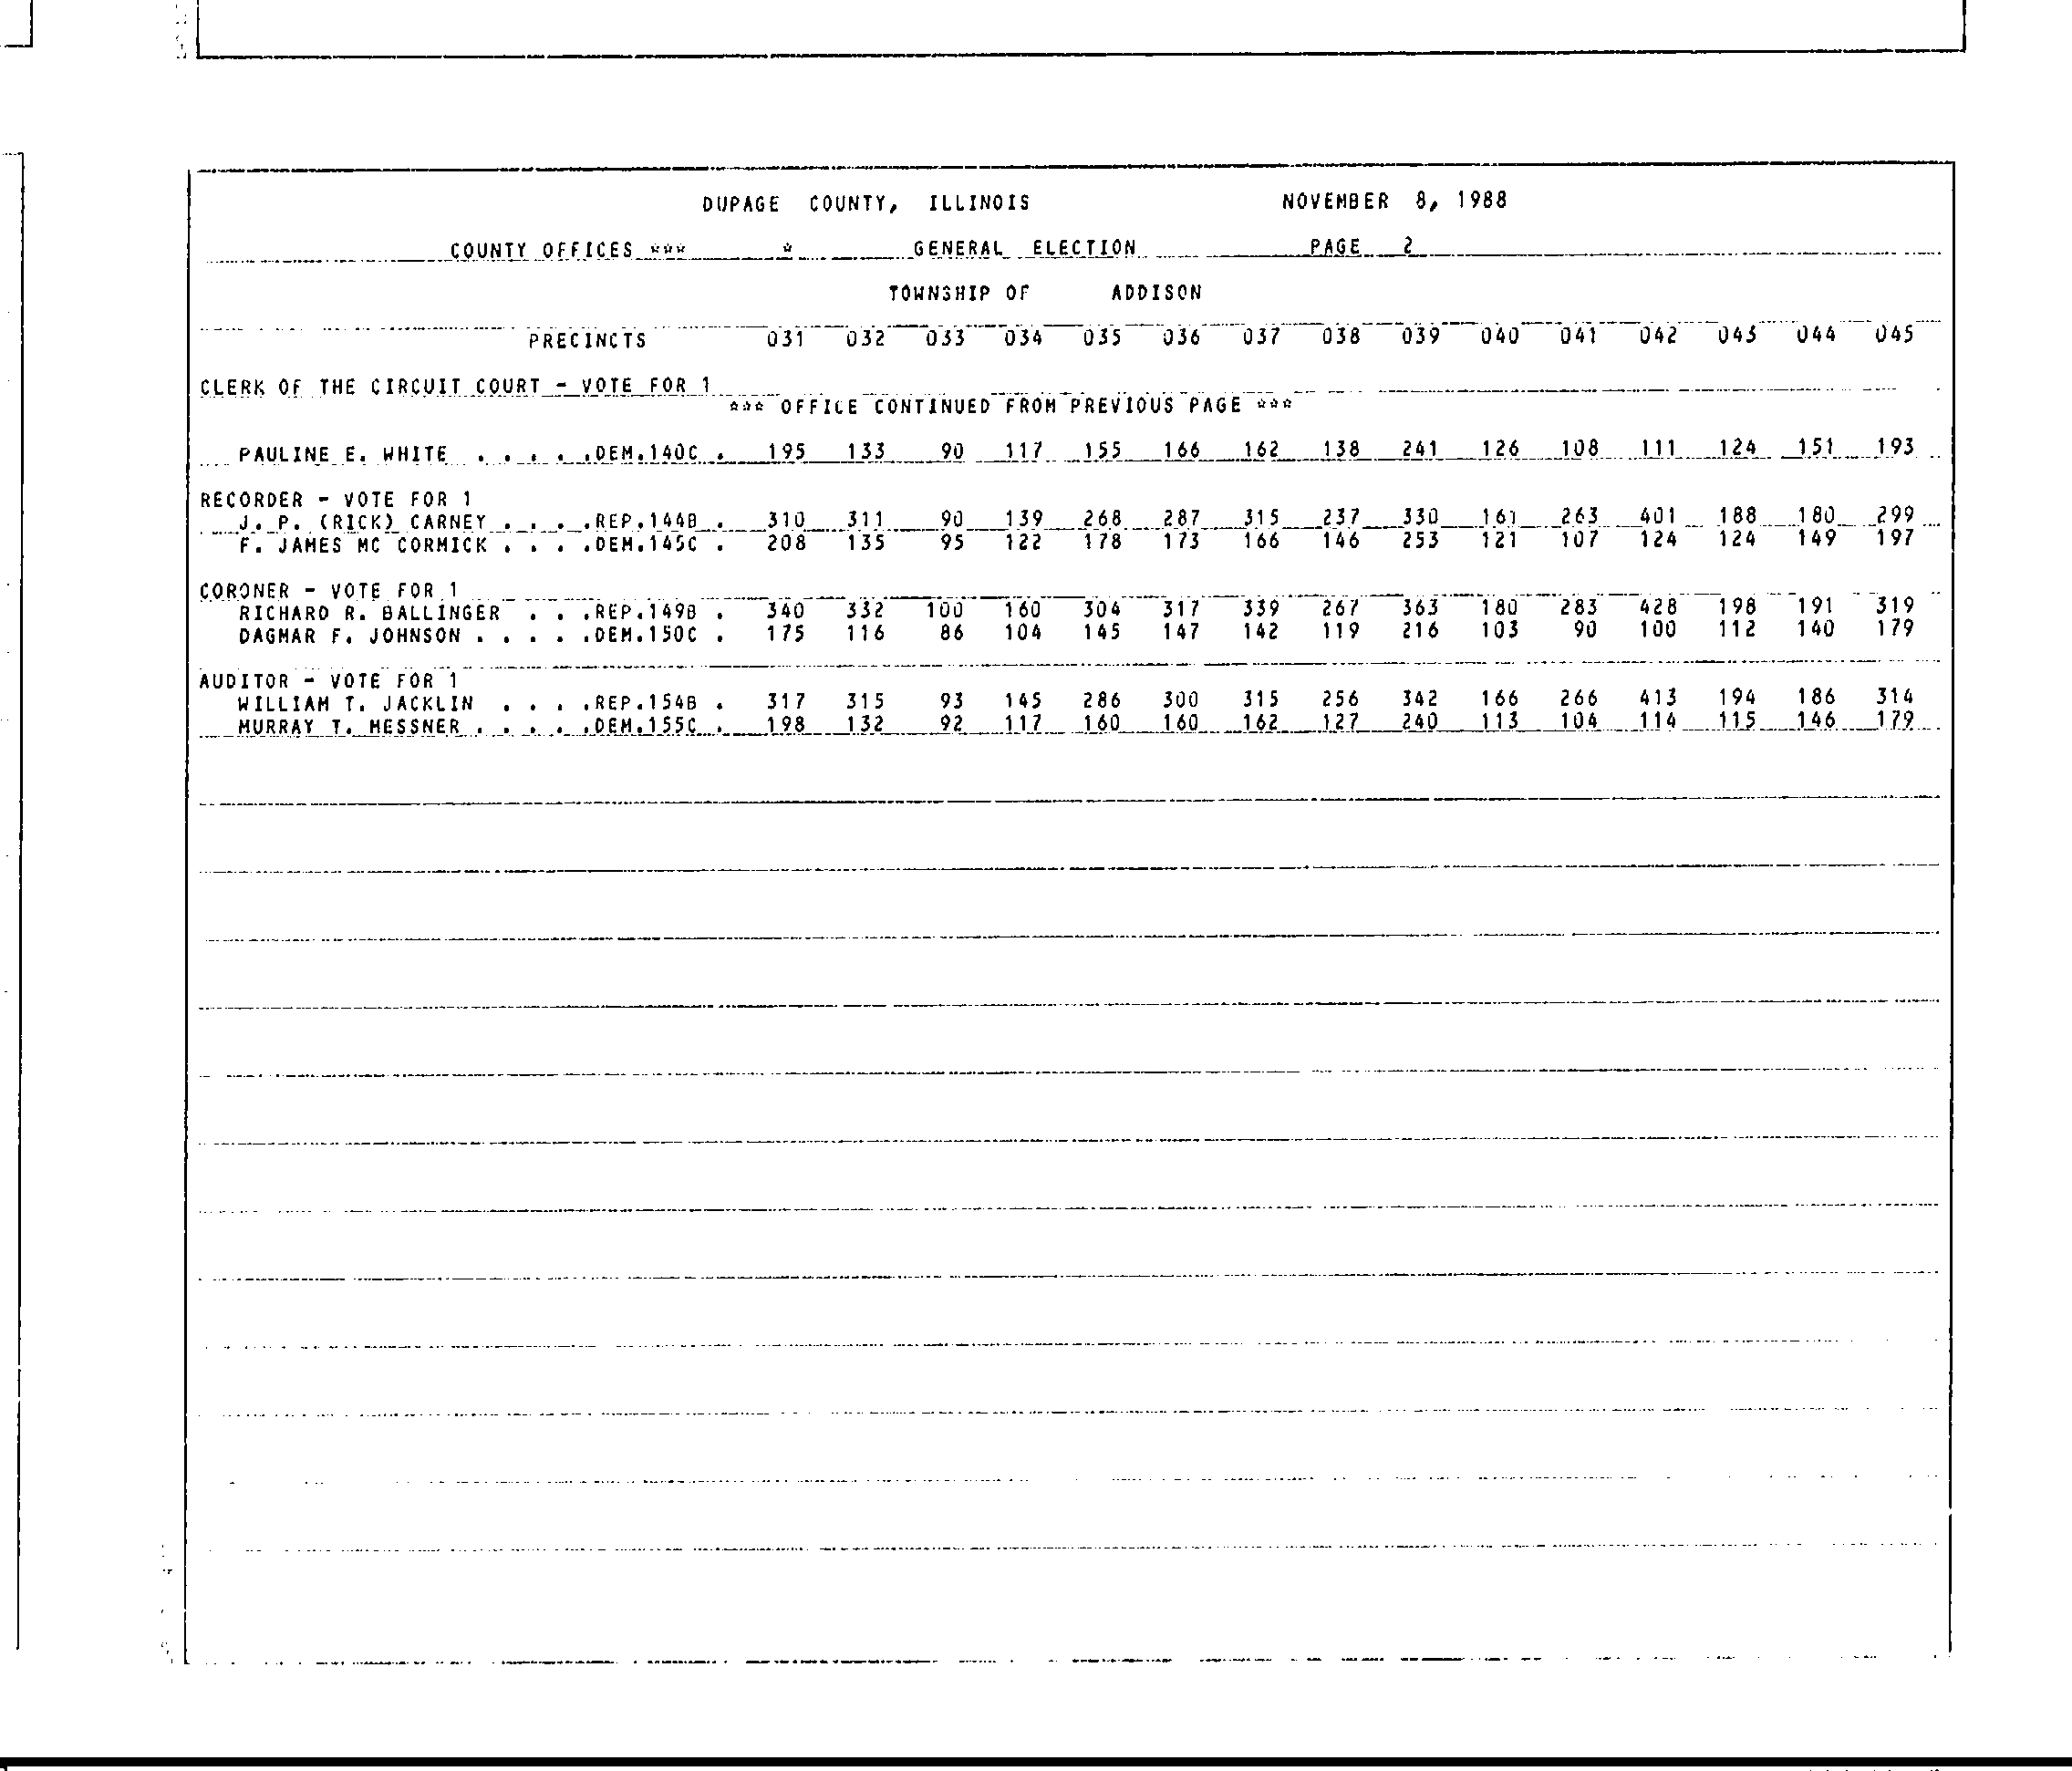 DUPAGE COUNTY, ILLINOIS NOVEMBER 8, 1988
COUNTY OFFICES *** * GENERAL ELECTION PAGE 2
TOWNSHIP OF ADDISON
PRECINCTS 031 032 033 034 035 036 037 038 039 040 041 042 043 044 045
CLERK OF THE CIRCUIT COURT - VOTE FOR 1
*** OFFICE CONTINUED FROM PREVIOUS PAGE ***
PAULINE E. WHITE . . . . .DEM.140C . 195 133 90 117 155 166 162 138 241 126 108 111 124 151 193
RECORDER - VOTE FOR 1
J. P. (RICK) CARNEY . . . .REP.144B . 310 311 90 139 268 287 315 237 330 161 263 401 188 180 299
F. JAMES MC CORMICK . . . .DEM.145C . 208 135 95 122 178 173 166 146 253 121 107 124 124 149 197
CORONER - VOTE FOR 1
RICHARD R. BALLINGER . . .REP.149B . 340 332 100 160 304 317 339 267 363 180 283 428 198 191 319
DAGMAR F. JOHNSON . . . . .DEM.150C . 175 116 86 104 145 147 142 119 216 103 90 100 112 140 179
AUDITOR - VOTE FOR 1
WILLIAM T. JACKLIN . . . .REP.154B . 317 315 93 145 286 300 315 256 342 166 266 413 194 186 314
MURRAY T. MESSNER . . . . .DEM.155C . 198 132 92 117 160 160 162 127 240 113 104 114 115 146 179